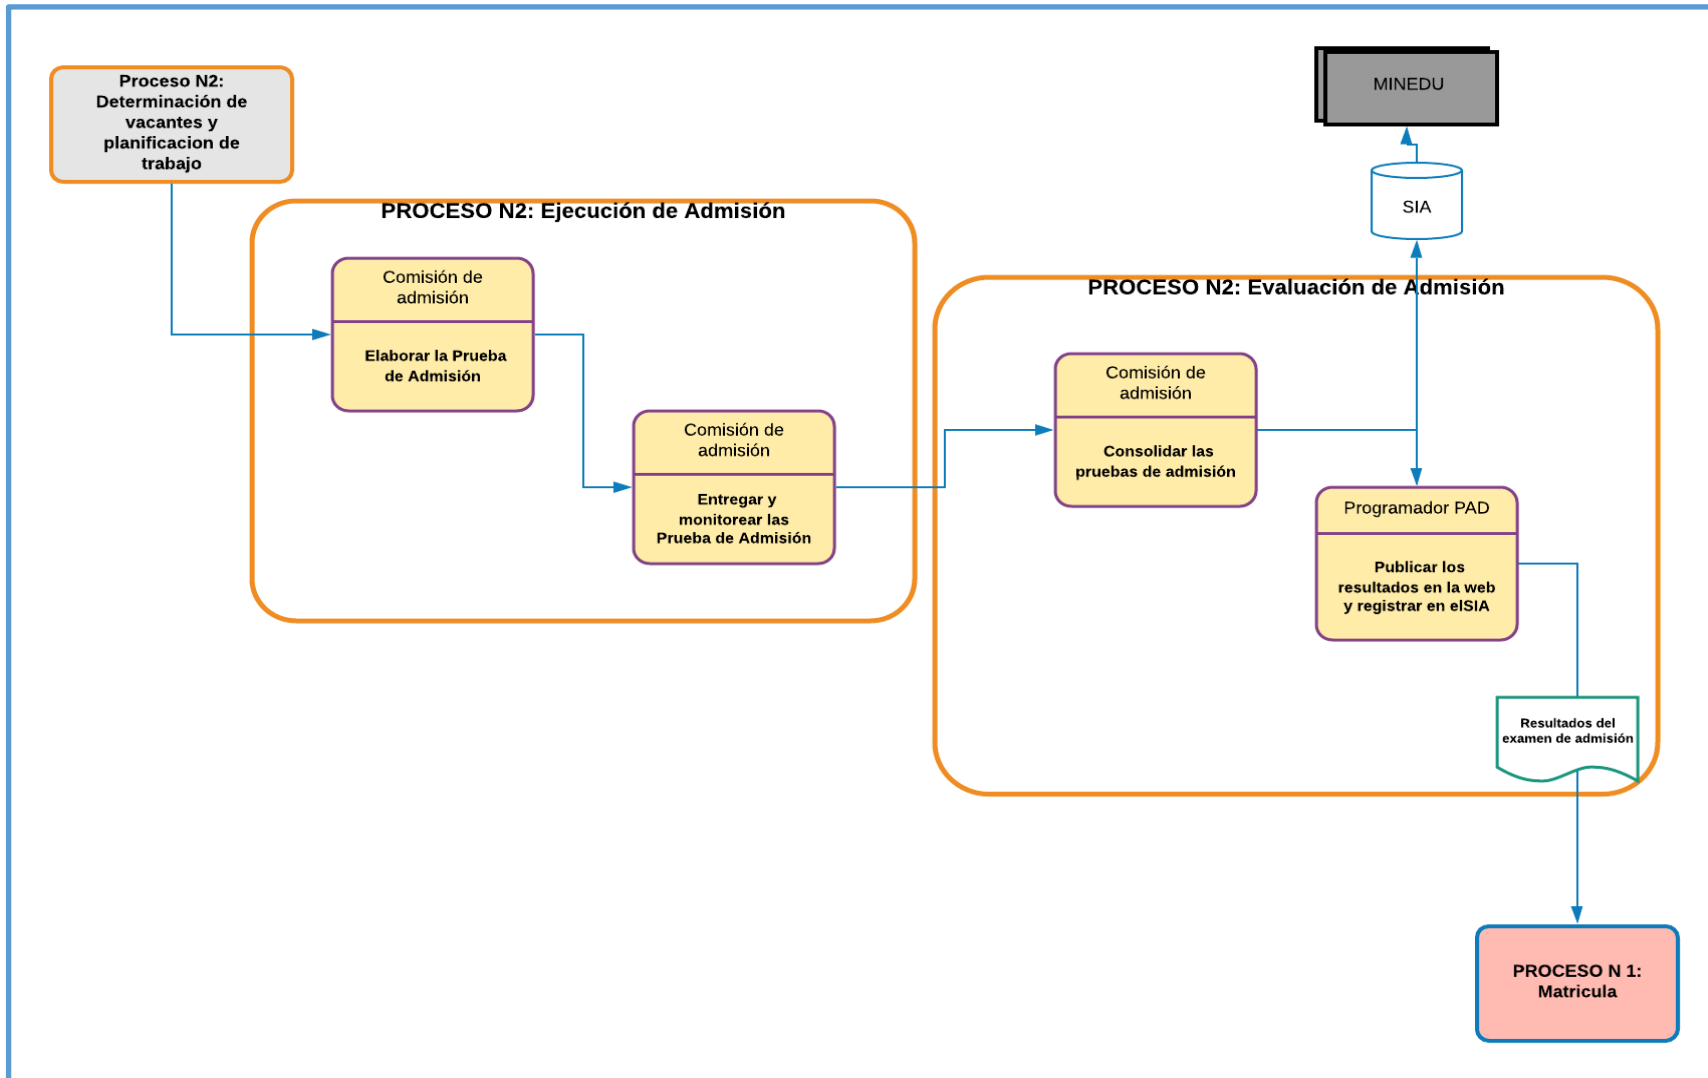 Proceso N2:
Determinación de
vacantes y
planificacion de
trabajo
MINEDU
SIA
PROCESO N2: Ejecución de Admisión
Comisión de
admisión
Elaborar la Prueba
de Admisión
Comisión de
admisión
Entregar y
monitorear las
Prueba de Admisión
PROCESO N2: Evaluación de Admisión
Comisión de
admisión
Consolidar las
pruebas de admisión
Programador PAD
Publicar los
resultados en la web
y registrar en elSIA
Resultados del
examen de admisión
PROCESO N 1:
Matricula